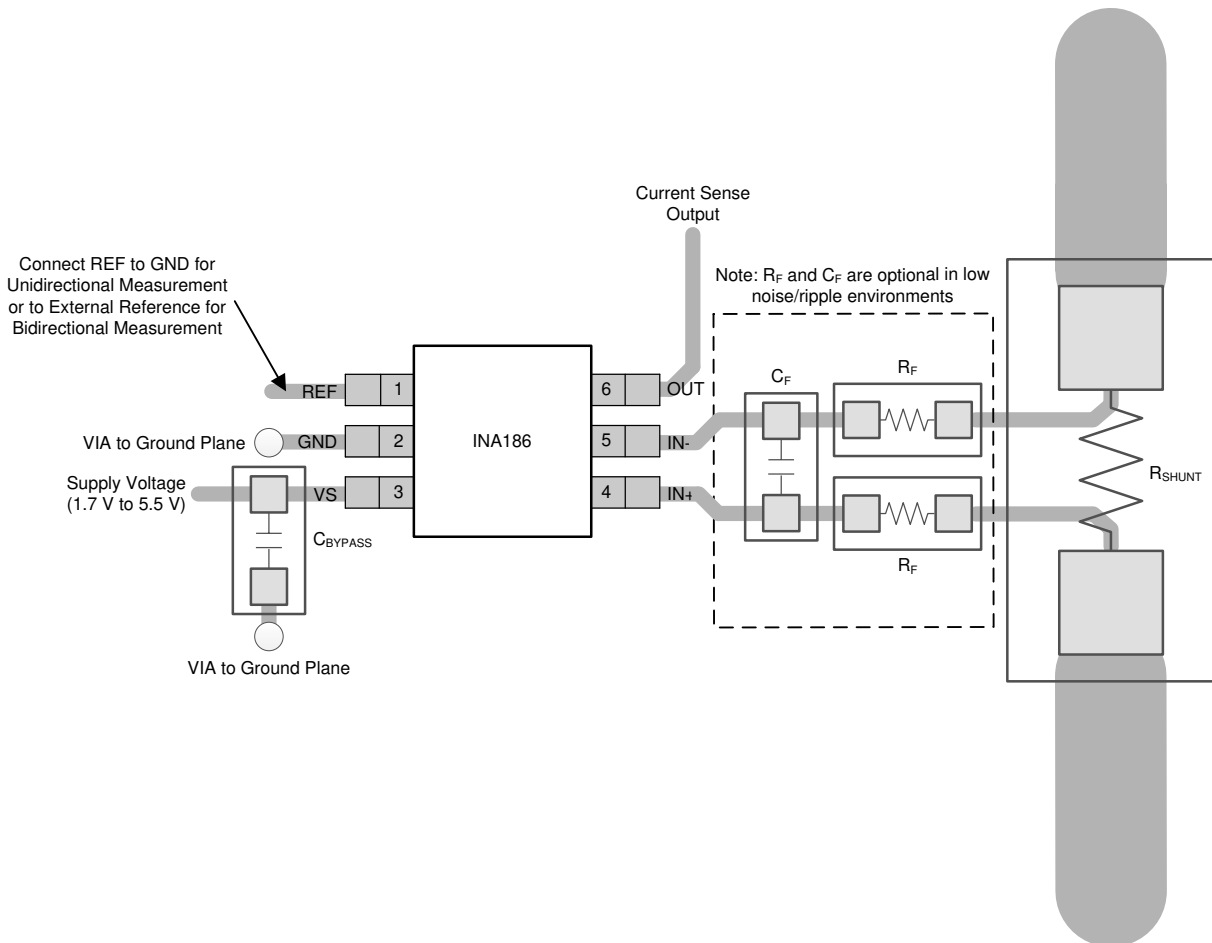 Current Sense
Output
Connect REF to GND for
Unidirectional Measurement
or to External Reference for
Bidirectional Measurement
Note: RF and CF are optional in low
noise/ripple environments
REF
1
6
OUT
CF
RF
VIA to Ground Plane
GND
2
INA186
5
IN-
RSHUNT
Supply Voltage
(1.7 V to 5.5 V)
VS
3
4
IN+
CBYPASS
RF
VIA to Ground Plane